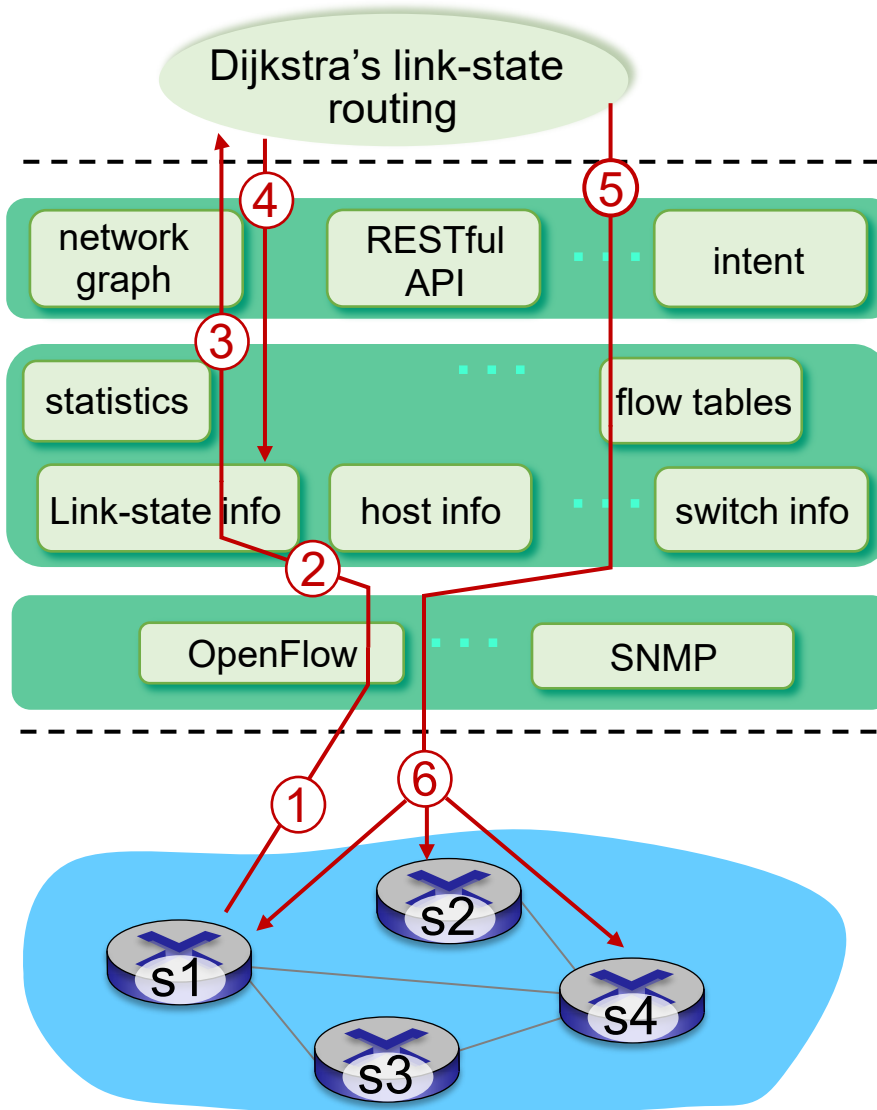 Dijkstra’s link-state
routing
4
5
network
graph
RESTful
API
. . .
intent
3
statistics
. . .
flow tables
Link-state info
host info
. . .
switch info
2
OpenFlow
. . .
SNMP
1
6
s2
s1
s4
s3